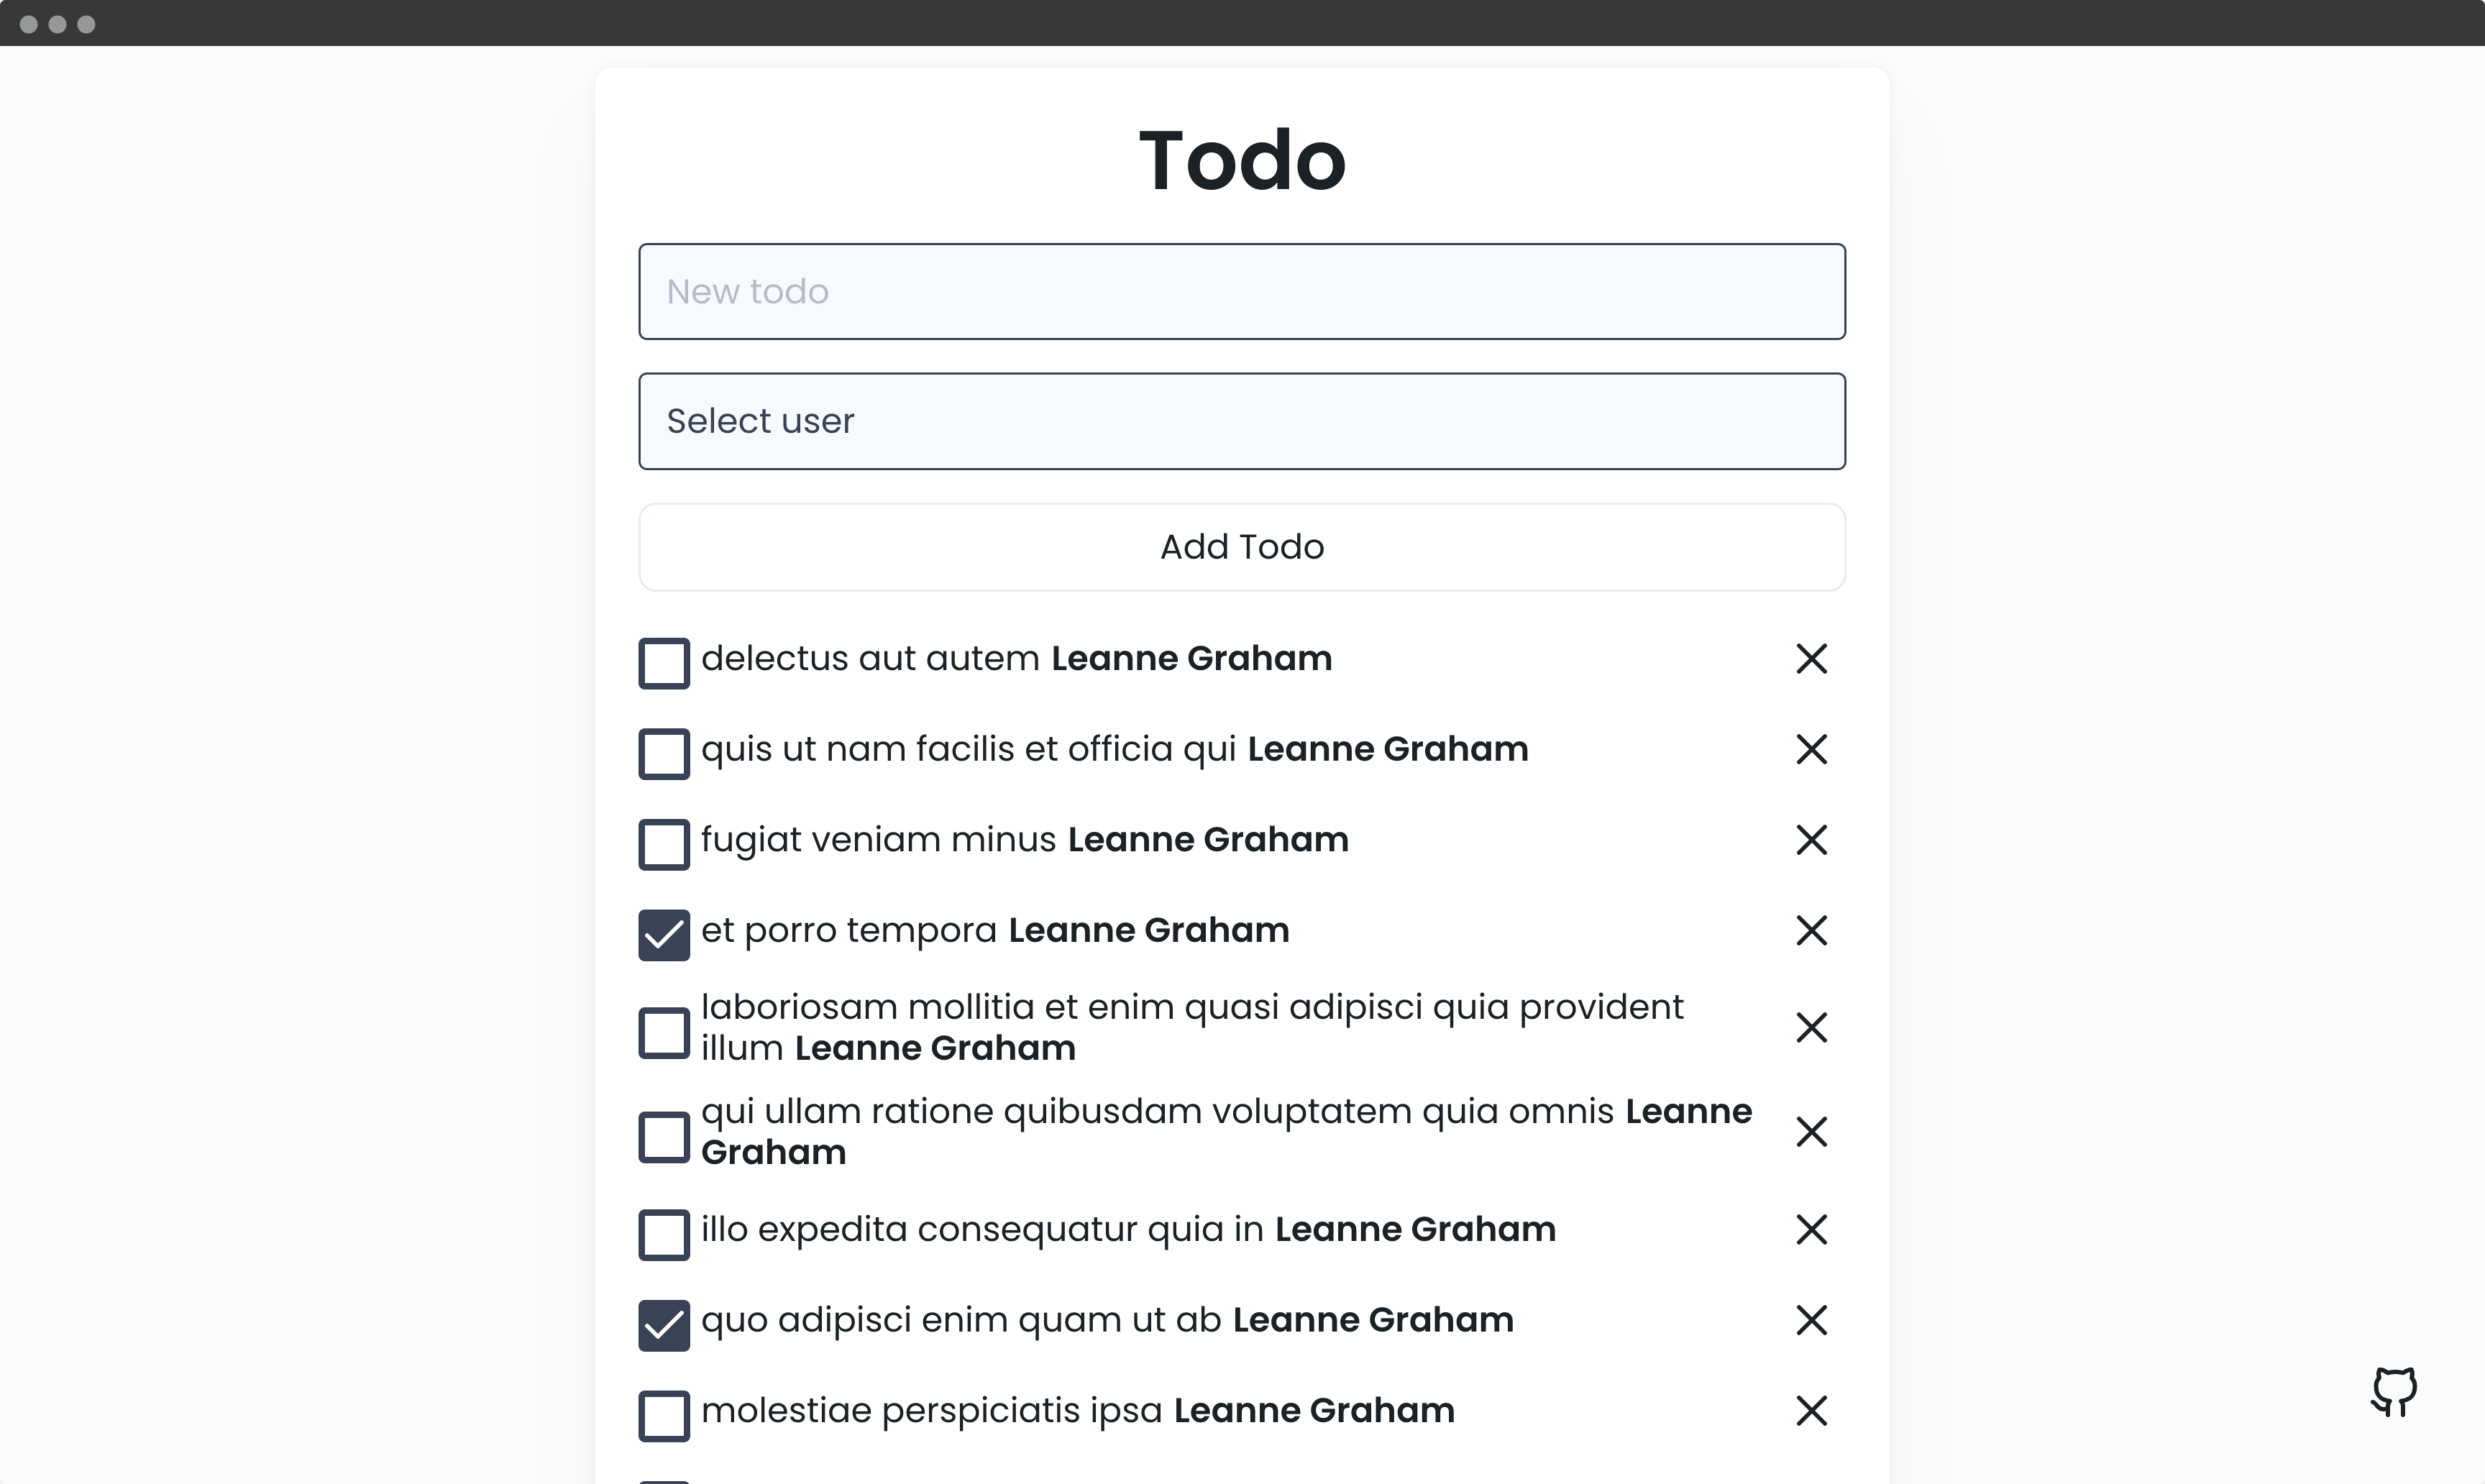 Todo
New todo
Select user
Add Todo
delectus aut autem Leanne Graham
quis ut nam facilis et officia qui Leanne Graham
fugiat veniam minus Leanne Graham
et porro tempora Leanne Graham
laboriosam mollitia et enim quasi adipisci quia provident
illum Leanne Graham
qui ullam ratione quibusdam voluptatem quia omnis Leanne
Graham
illo expedita consequatur quia in Leanne Graham
quo adipisci enim quam ut ab Leanne Graham
molestiae perspiciatis ipsa Leanne Graham